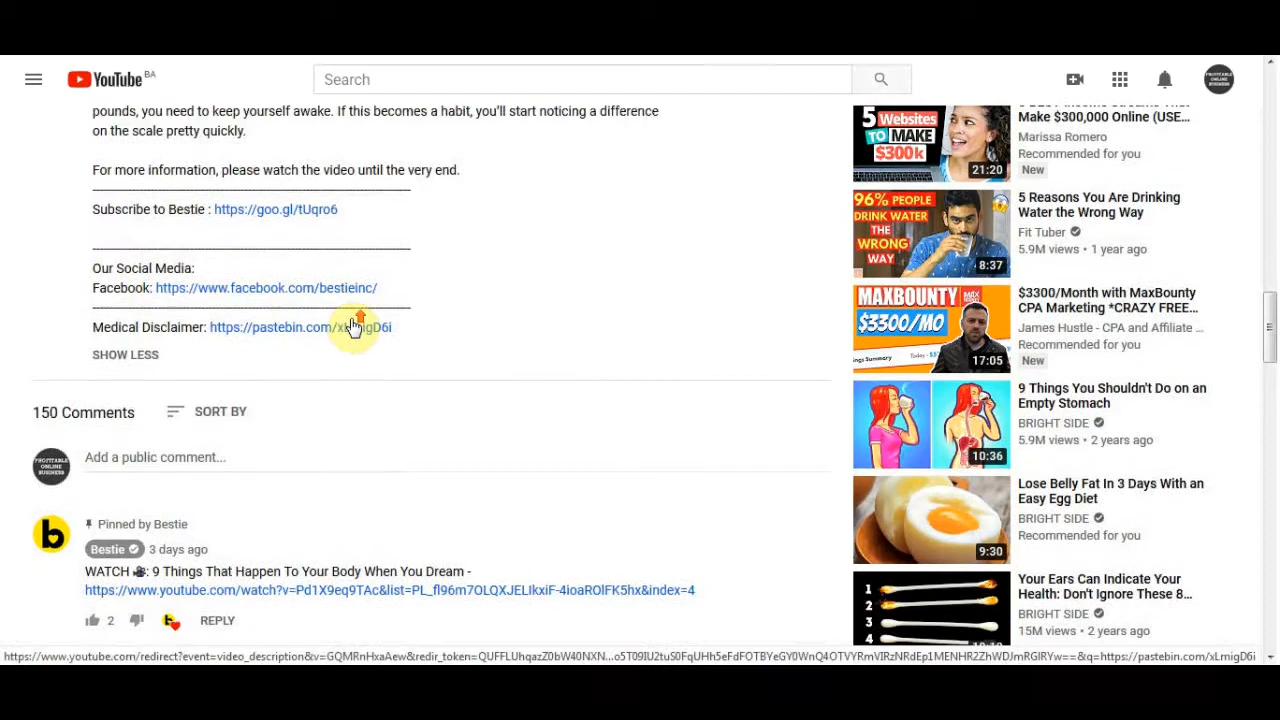 YouTube BA
Search
PROFITABLE
ONLINE
BUSINESS
pounds, you need to keep yourself awake. If this becomes a habit, you'll start noticing a difference
on the scale pretty quickly.
For more information, please watch the video until the very end.
Subscribe to Bestie : https://goo.gl/tUqro6
Our Social Media:
Facebook: https://www.facebook.com/bestieinc/
Medical Disclaimer: https://pastebin.com/xLmigD6i
SHOW LESS
150 Comments
SORT BY
PROFITABLE
ONLINE
BUSINESS
Add a public comment...
b
Pinned by Bestie
Bestie 3 days ago
WATCH : 9 Things That Happen To Your Body When You Dream -
https://www.youtube.com/watch?v=Pd1X9eq9TAc&list=PL_fl96m7OLQXJELIkxiF-4ioaROlFK5hx&index=4
2
REPLY
5 Websites
TO MAKE
$300k
21:20
Make $300,000 Online (USE...
Marissa Romero
Recommended for you
New
96% PEOPLE
DRINK WATER
THE
WRONG
WAY
8:37
5 Reasons You Are Drinking
Water the Wrong Way
Fit Tuber
5.9M views • 1 year ago
MAXBOUNTY
$3300/MO
17:05
$3300/Month with MaxBounty
CPA Marketing *CRAZY FREE...
James Hustle - CPA and Affiliate ...
Recommended for you
New
10:36
9 Things You Shouldn't Do on an
Empty Stomach
BRIGHT SIDE
5.9M views • 2 years ago
9:30
Lose Belly Fat In 3 Days With an
Easy Egg Diet
BRIGHT SIDE
Recommended for you
1
2
3
4
Your Ears Can Indicate Your
Health: Don't Ignore These 8...
BRIGHT SIDE
15M views • 2 years ago